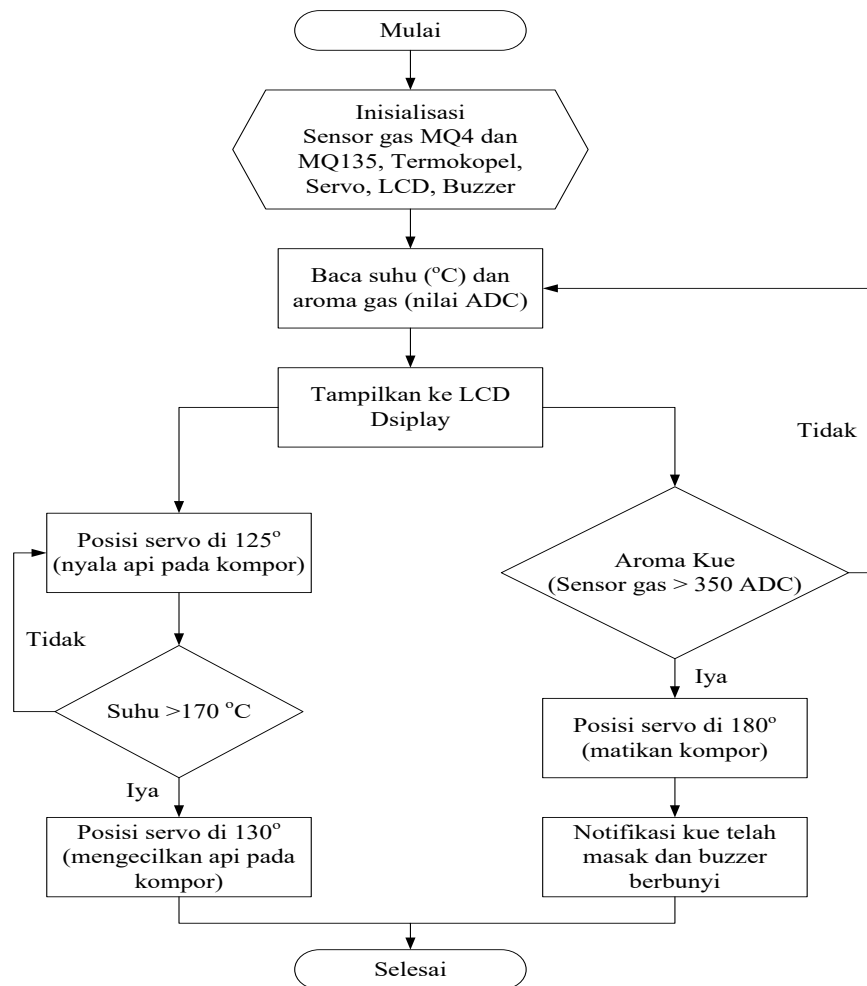 Mulai
Inisialisasi
Sensor gas MQ4 dan
MQ135, Termokopel,
Servo, LCD, Buzzer
Baca suhu (°C) dan
aroma gas (nilai ADC)
Tampilkan ke LCD
Dsiplay
Tidak
Posisi servo di 125°
(nyala api pada kompor)
Aroma Kue
(Sensor gas > 350 ADC)
Tidak
Iya
Suhu >170 °C
Posisi servo di 180°
(matikan kompor)
Iya
Posisi servo di 130°
(mengecilkan api pada
kompor)
Notifikasi kue telah
masak dan buzzer
berbunyi
Selesai